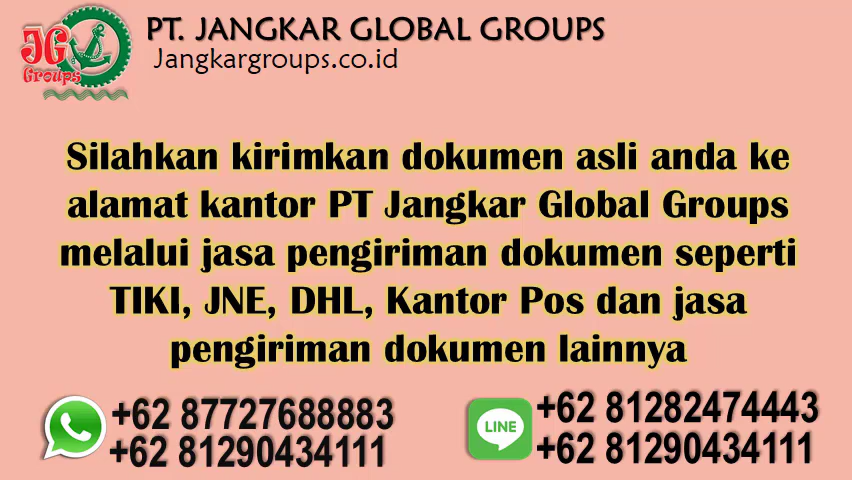 JG
Groups
PT. JANGKAR GLOBAL GROUPS
Jangkargroups.co.id
Silahkan kirimkan dokumen asli anda ke
alamat kantor PT Jangkar Global Groups
melalui jasa pengiriman dokumen seperti
TIKI, JNE, DHL, Kantor Pos dan jasa
pengiriman dokumen lainnya
+62 87727688883
+62 81290434111
LINE
+62 81282474443
+62 81290434111